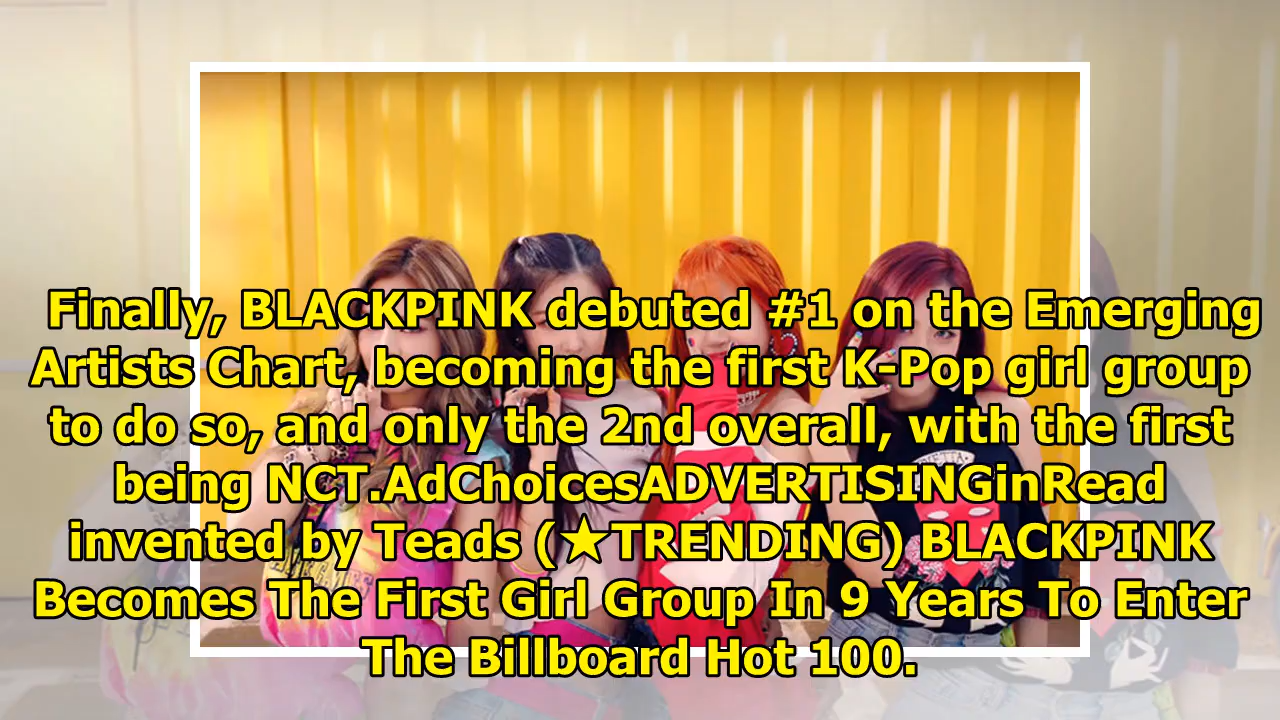 Finally, BLACKPINK debuted #1 on the Emerging
Artists Chart, becoming the first K-Pop girl group
to do so, and only the 2nd overall, with the first
being NCT.AdChoicesADVERTISINGinRead
invented by Teads (★TRENDING) BLACKPINK
Becomes The First Girl Group In 9 Years To Enter
The Billboard Hot 100.